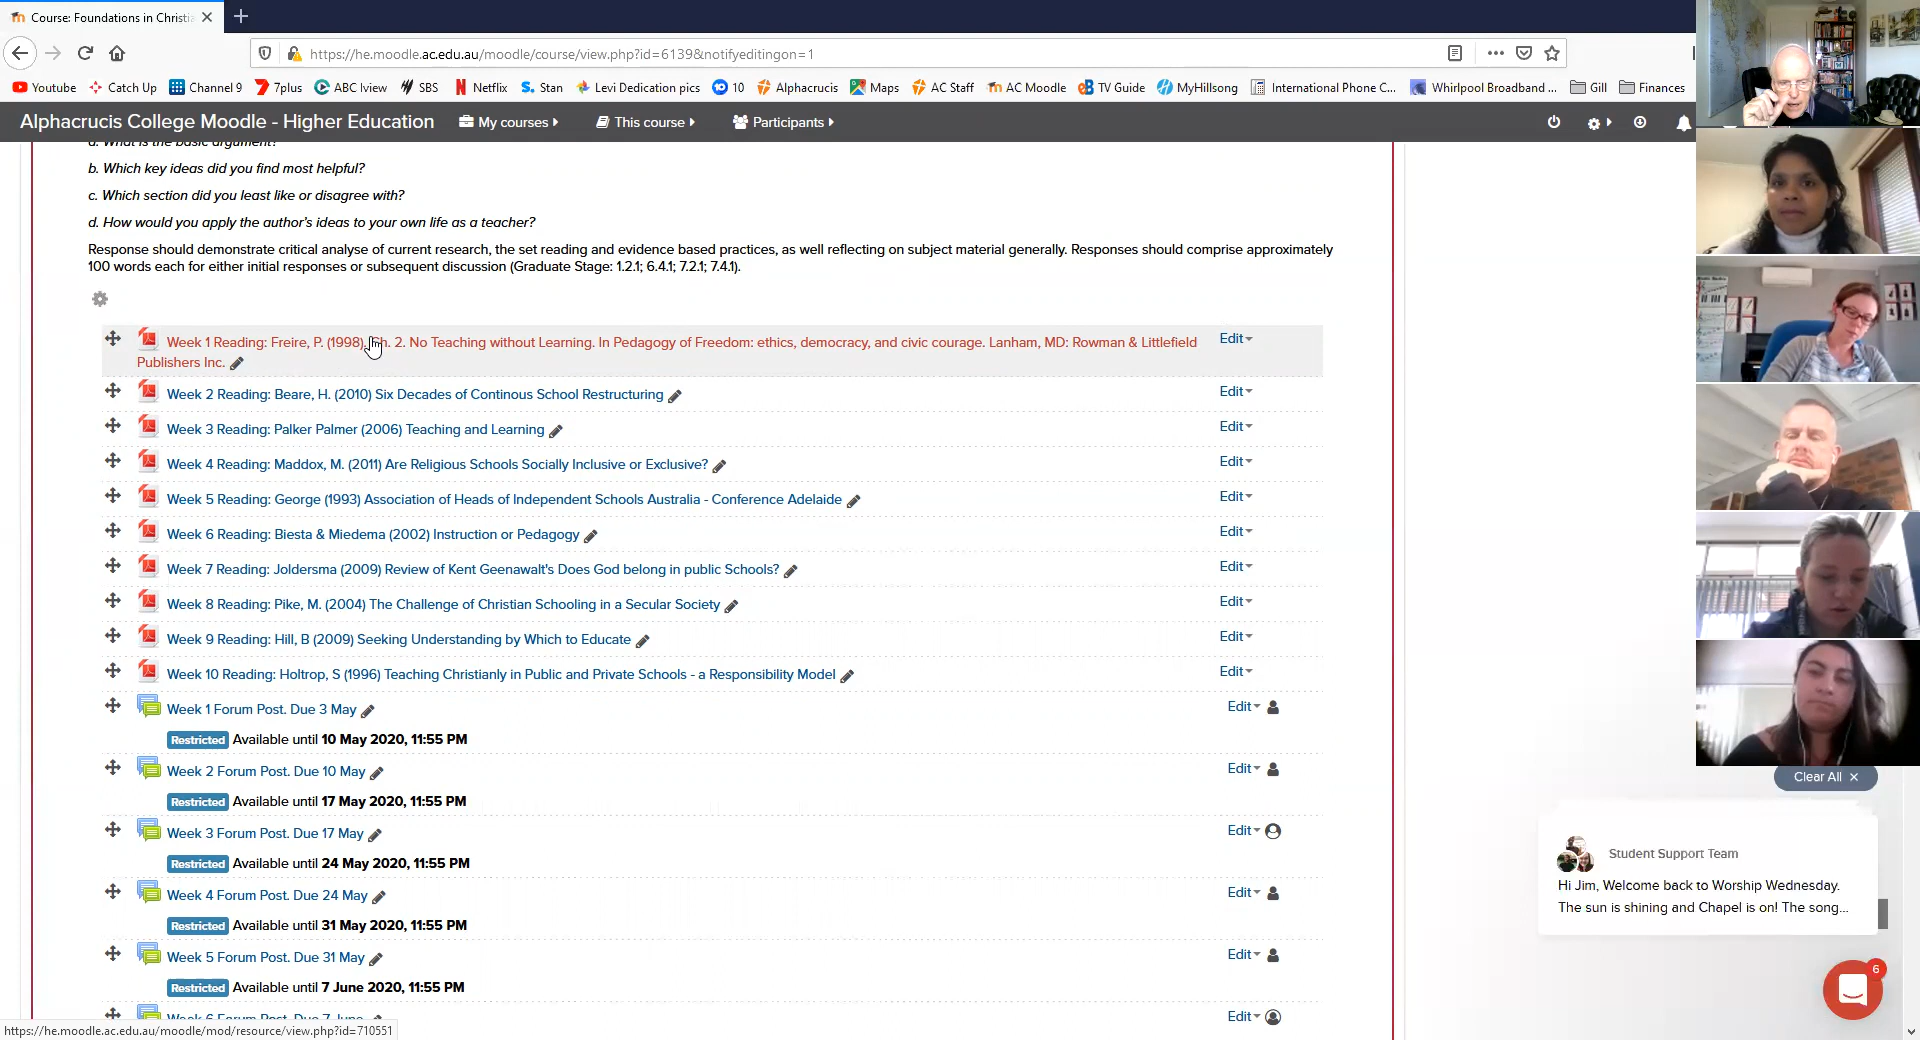 Course: Foundations in Christi
https://he.moodle.ac.edu.au/moodle/course/view.php?id=6139&notifyeditingon=1
Youtube Catch Up Channel 9 7plus ABC Iview SBS Netflix Stan Levi Dedication pics 10 Alphacrucis Maps AC Staff AC Moodle TV Guide MyHillsong International Phone C... Whirlpool Broadband ... Gill Finances
Alphacrucis College Moodle - Higher Education My courses This course Participants
a. What is the basic argument?
b. Which key ideas did you find most helpful?
c. Which section did you least like or disagree with?
d. How would you apply the author's ideas to your own life as a teacher?
Response should demonstrate critical analyse of current research, the set reading and evidence based practices, as well reflecting on subject material generally. Responses should comprise approximately
100 words each for either initial responses or subsequent discussion (Graduate Stage: 1.2.1; 6.4.1; 7.2.1; 7.4.1).
Week 1 Reading: Freire, P. (1998). Ch. 2. No Teaching without Learning. In Pedagogy of Freedom: ethics, democracy, and civic courage. Lanham, MD: Rowman & Littlefield Edit
Publishers Inc.
Week 2 Reading: Beare, H. (2010) Six Decades of Continous School Restructuring Edit
Week 3 Reading: Palker Palmer (2006) Teaching and Learning Edit
Week 4 Reading: Maddox, M. (2011) Are Religious Schools Socially Inclusive or Exclusive? Edit
Week 5 Reading: George (1993) Association of Heads of Independent Schools Australia - Conference Adelaide Edit
Week 6 Reading: Biesta & Miedema (2002) Instruction or Pedagogy Edit
Week 7 Reading: Joldersma (2009) Review of Kent Geenawalt's Does God belong in public Schools? Edit
Week 8 Reading: Pike, M. (2004) The Challenge of Christian Schooling in a Secular Society Edit
Week 9 Reading: Hill, B (2009) Seeking Understanding by Which to Educate Edit
Week 10 Reading: Holtrop, S (1996) Teaching Christianly in Public and Private Schools - a Responsibility Model Edit
Week 1 Forum Post. Due 3 May Edit
Restricted Available until 10 May 2020, 11:55 PM
Week 2 Forum Post. Due 10 May Edit
Restricted Available until 17 May 2020, 11:55 PM
Week 3 Forum Post. Due 17 May Edit
Restricted Available until 24 May 2020, 11:55 PM
Week 4 Forum Post. Due 24 May Edit
Restricted Available until 31 May 2020, 11:55 PM
Week 5 Forum Post. Due 31 May Edit
Restricted Available until 7 June 2020, 11:55 PM
Week 6 Forum Post. Due 7 June Edit
https://he.moodle.ac.edu.au/moodle/mod/resource/view.php?id=710551
Clear All
Student Support Team
Hi Jim, Welcome back to Worship Wednesday.
The sun is shining and Chapel is on! The song...
6